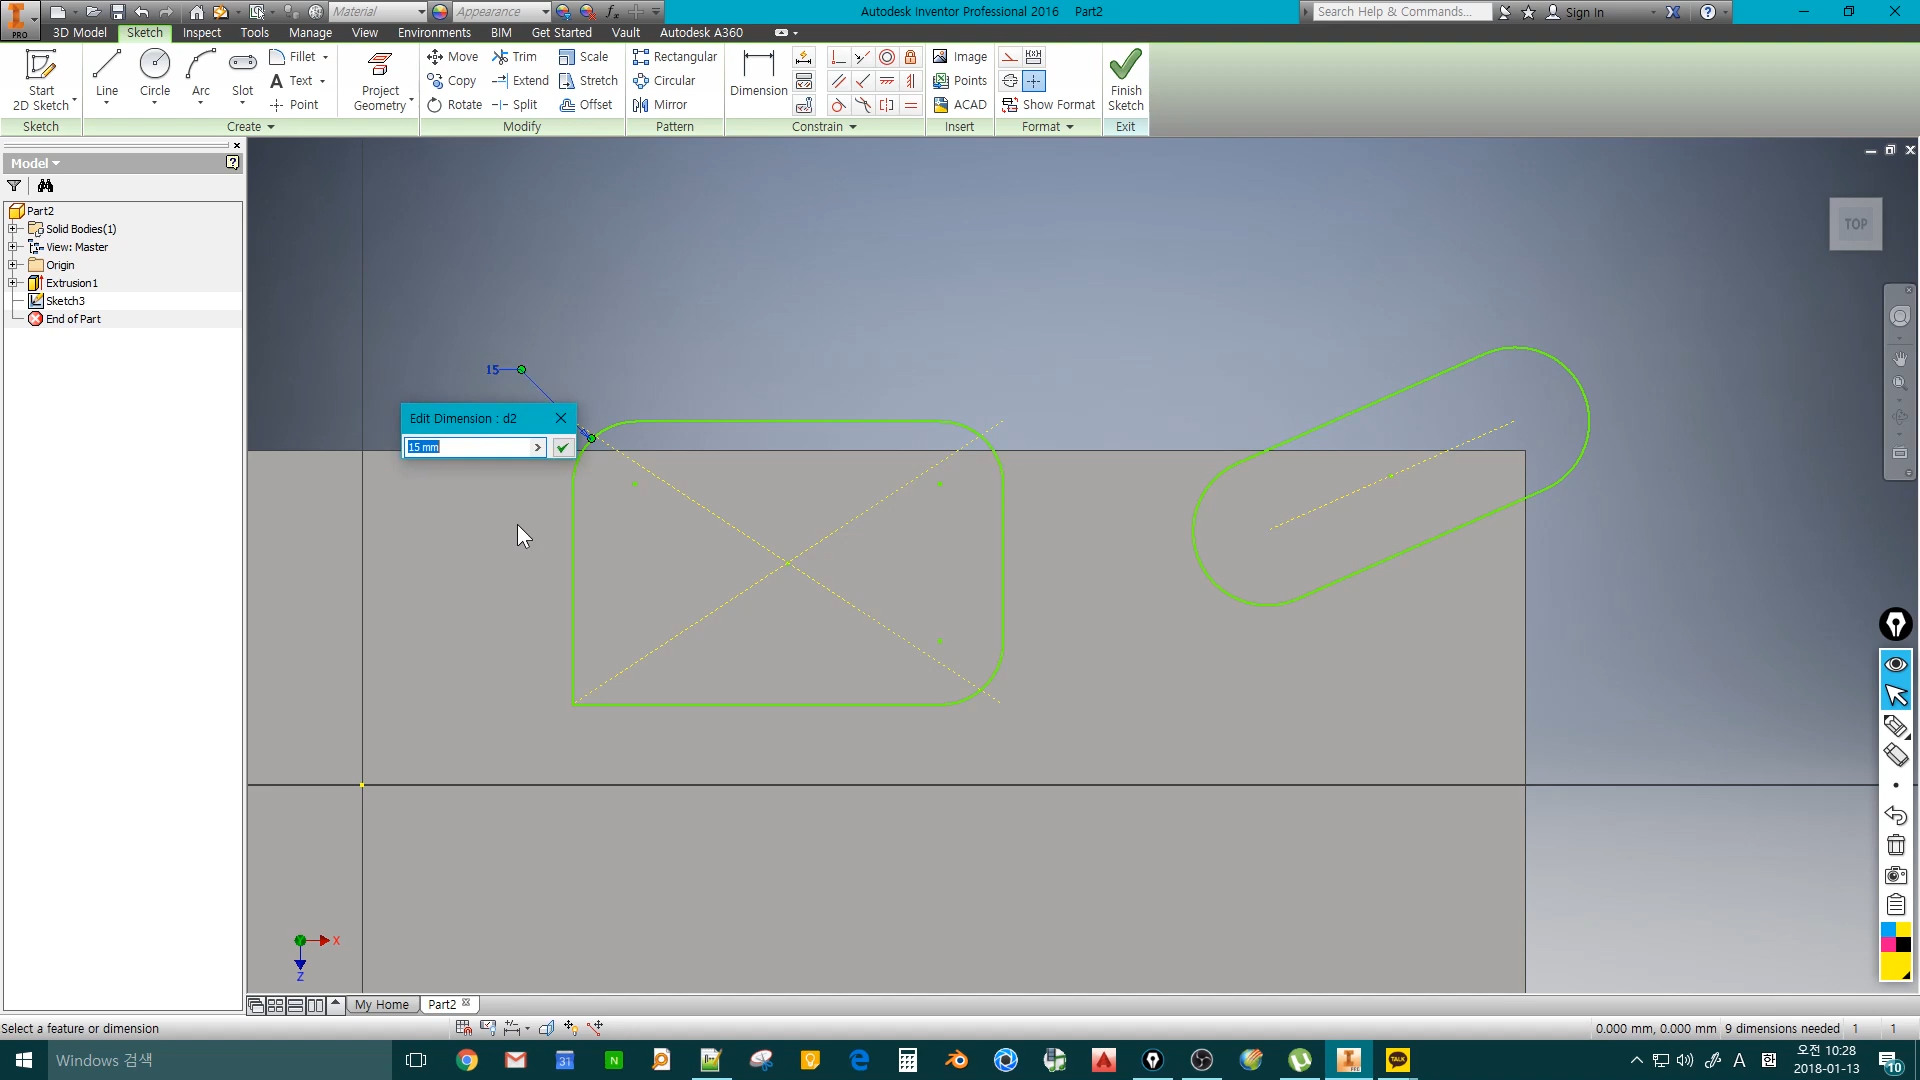 PRO
Material
Appearance
Autodesk Inventor Professional 2016 Part2
Search Help & Commands...
Sign In
3D Model Sketch Inspect Tools Manage View Environments BIM Get Started Vault Autodesk A360
Start
2D Sketch
Line
Circle
Arc
Slot
Fillet
Text
Point
Project
Geometry
Move
Copy
Rotate
Trim
Extend
Split
Scale
Stretch
Offset
Rectangular
Circular
Mirror
Dimension
Image
Points
ACAD
Show Format
Finish
Sketch
Sketch
Create
Modify
Pattern
Constrain
Insert
Format
Exit
Model
Part2
Solid Bodies(1)
View: Master
Origin
Extrusion1
Sketch3
End of Part
TOP
15
Edit Dimension : d2
15 mm
X
Z
My Home
Part2
Select a feature or dimension
0.000 mm, 0.000 mm 9 dimensions needed 1 1
Windows 검색
A
오전 10:28
2018-01-13
10